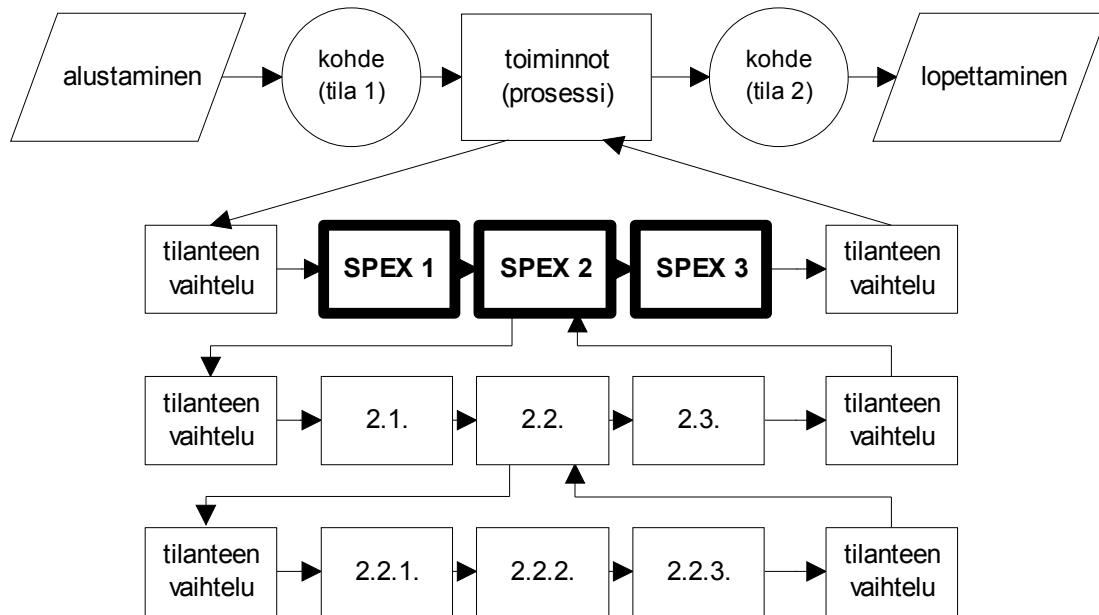 alustaminen
kohde
(tila 1)
toiminnot
(prosessi)
kohde
(tila 2)
lopettaminen
tilanteen
vaihtelu
SPEX 1
SPEX 2
SPEX 3
tilanteen
vaihtelu
tilanteen
vaihtelu
2.1.
2.2.
2.3.
tilanteen
vaihtelu
tilanteen
vaihtelu
2.2.1.
2.2.2.
2.2.3.
tilanteen
vaihtelu